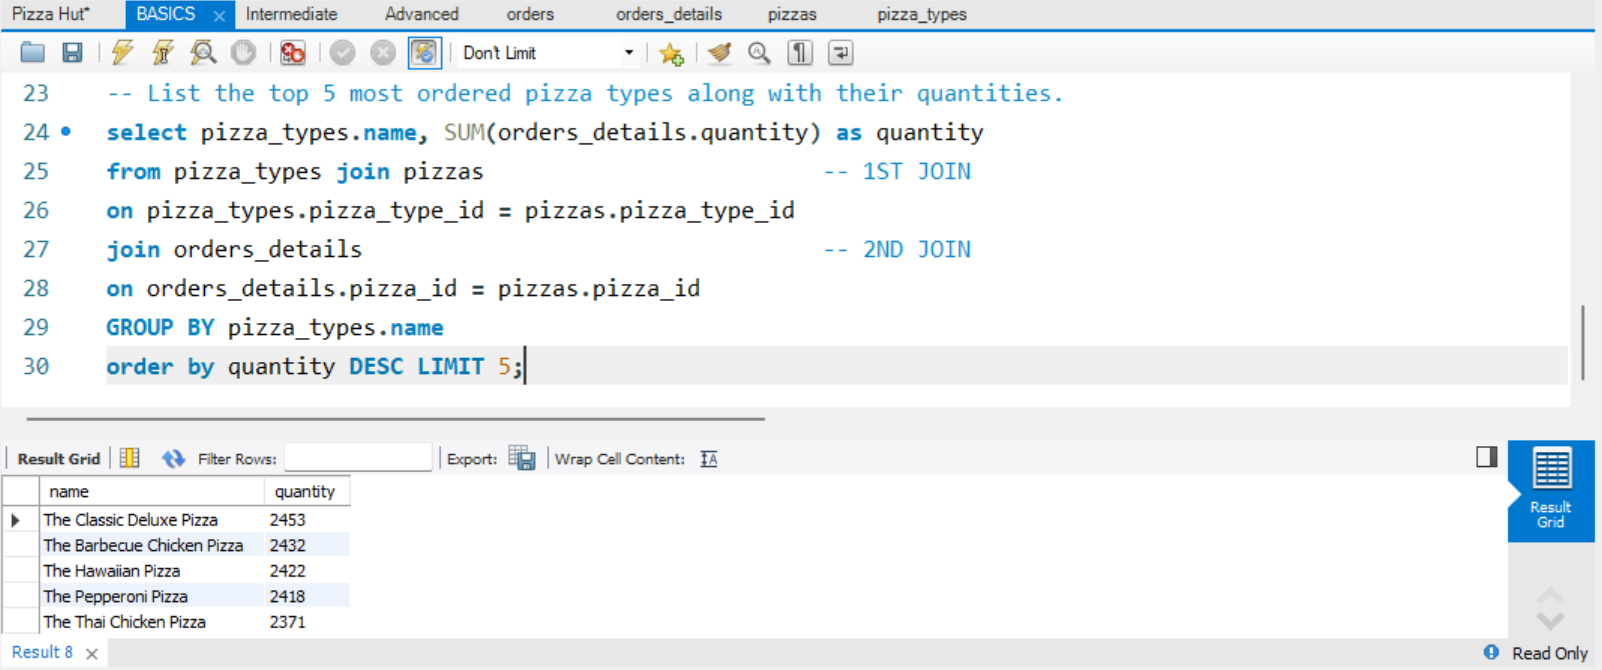 Pizza Hut* BASICS × Intermediate Advanced orders orders_details pizzas pizza_types
Don't Limit
23 -- List the top 5 most ordered pizza types along with their quantities.
24 select pizza_types.name, SUM(orders_details.quantity) as quantity
25 from pizza_types join pizzas -- 1ST JOIN
26 on pizza_types.pizza_type_id = pizzas.pizza_type_id
27 join orders_details -- 2ND JOIN
28 on orders_details.pizza_id = pizzas.pizza_id
29 GROUP BY pizza_types.name
30 order by quantity DESC LIMIT 5;
Result Grid Filter Rows: Export: Wrap Cell Content: IA
name quantity
The Classic Deluxe Pizza 2453
The Barbecue Chicken Pizza 2432
The Hawaiian Pizza 2422
The Pepperoni Pizza 2418
The Thai Chicken Pizza 2371
Result
Grid
Result 8 × Read Only